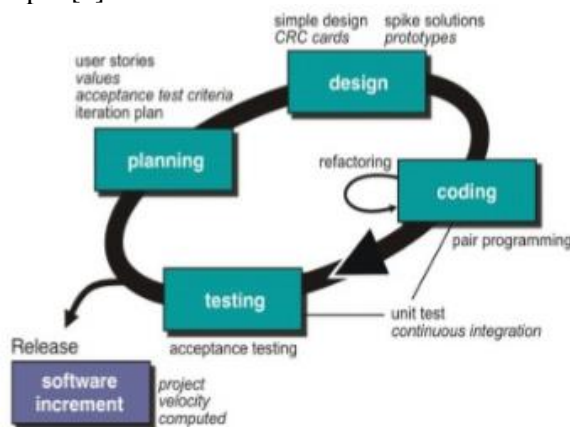 simple design
CRC cards
spike solutions
prototypes
user stories
values
acceptance test criteria
iteration plan
design
planning
refactoring
coding
pair programming
testing
unit test
continuous integration
acceptance testing
Release
software
increment
project
velocity
computed